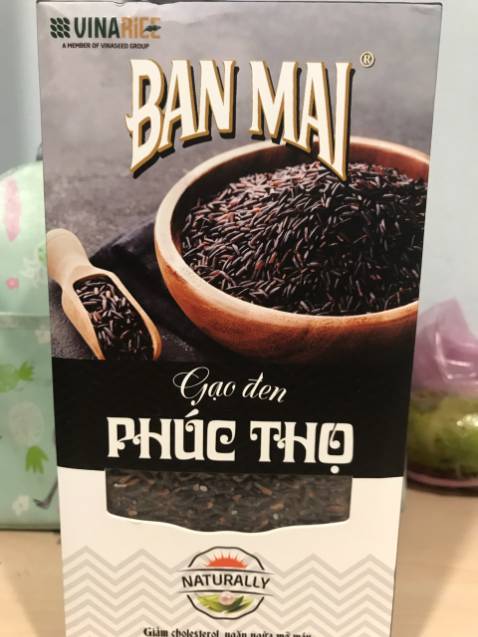 VINARICE
A MEMBER OF VINASEED GROUP
BAN MAI ®
Gạo đen
PHÚC THỌ
NATURALLY
Giảm cholesterol, ngăn ngừa mỡ máu